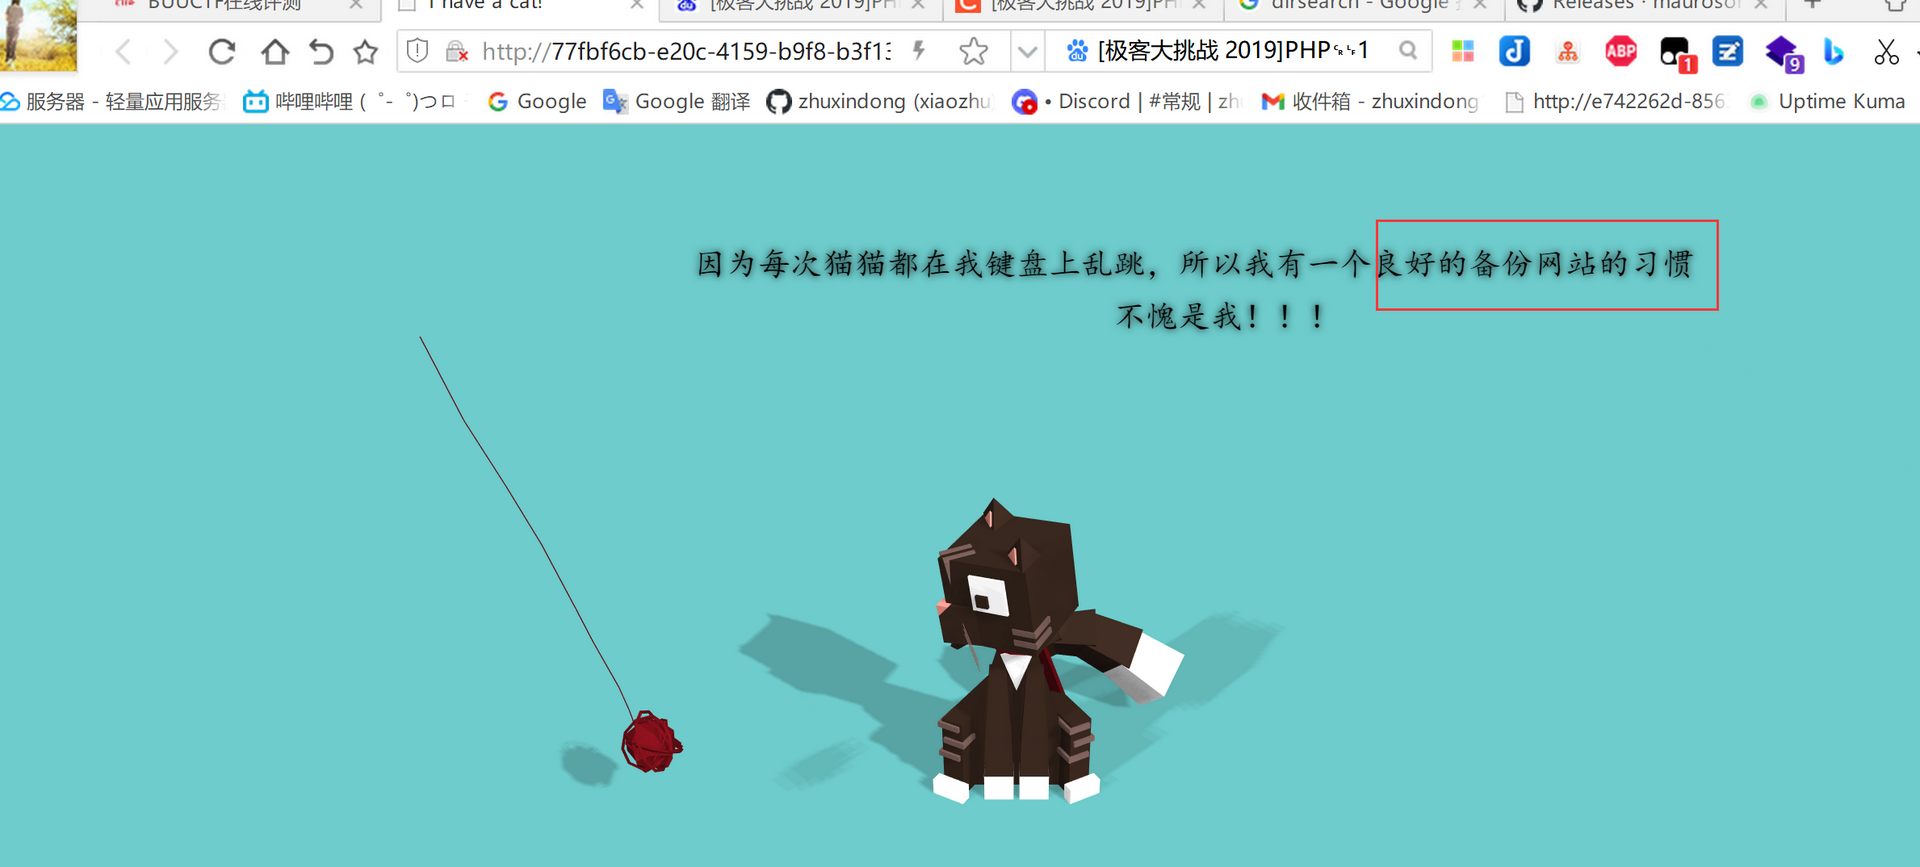 BUUCTF在线评测
I have a cat!
[极客大挑战 2019]PH
[极客大挑战 2019]PH
dirsearch - Google
Releases · mauroso
http://77fbf6cb-e20c-4159-b9f8-b3f13
[极客大挑战 2019]PHP␍␊1
ABP
1
9
服务器 - 轻量应用服务
哔哩哔哩 ( ゜- ゜)つロ
Google
Google 翻译
zhuxindong (xiaozhu
• Discord | #常规 | zh
收件箱 - zhuxindong
http://e742262d-856
Uptime Kuma
因为每次猫猫都在我键盘上乱跳，所以我有一个良好的备份网站的习惯
不愧是我！！！